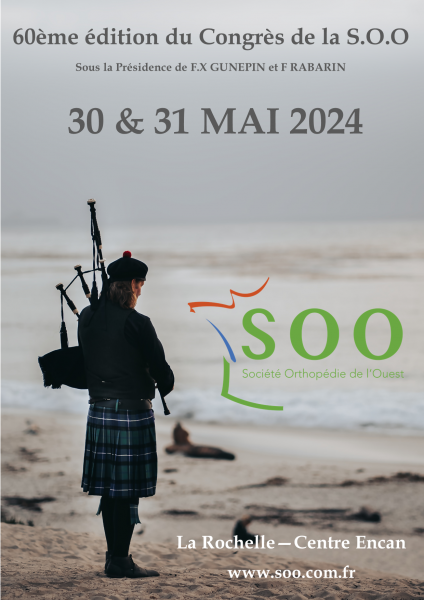 60ème édition du Congrès de la S.O.O
Sous la Présidence de F.X GUNEPIN et F RABARIN
30 & 31 MAI 2024
SOO
Société Orthopédie de l'Ouest
La Rochelle—Centre Encan
www.soo.com.fr